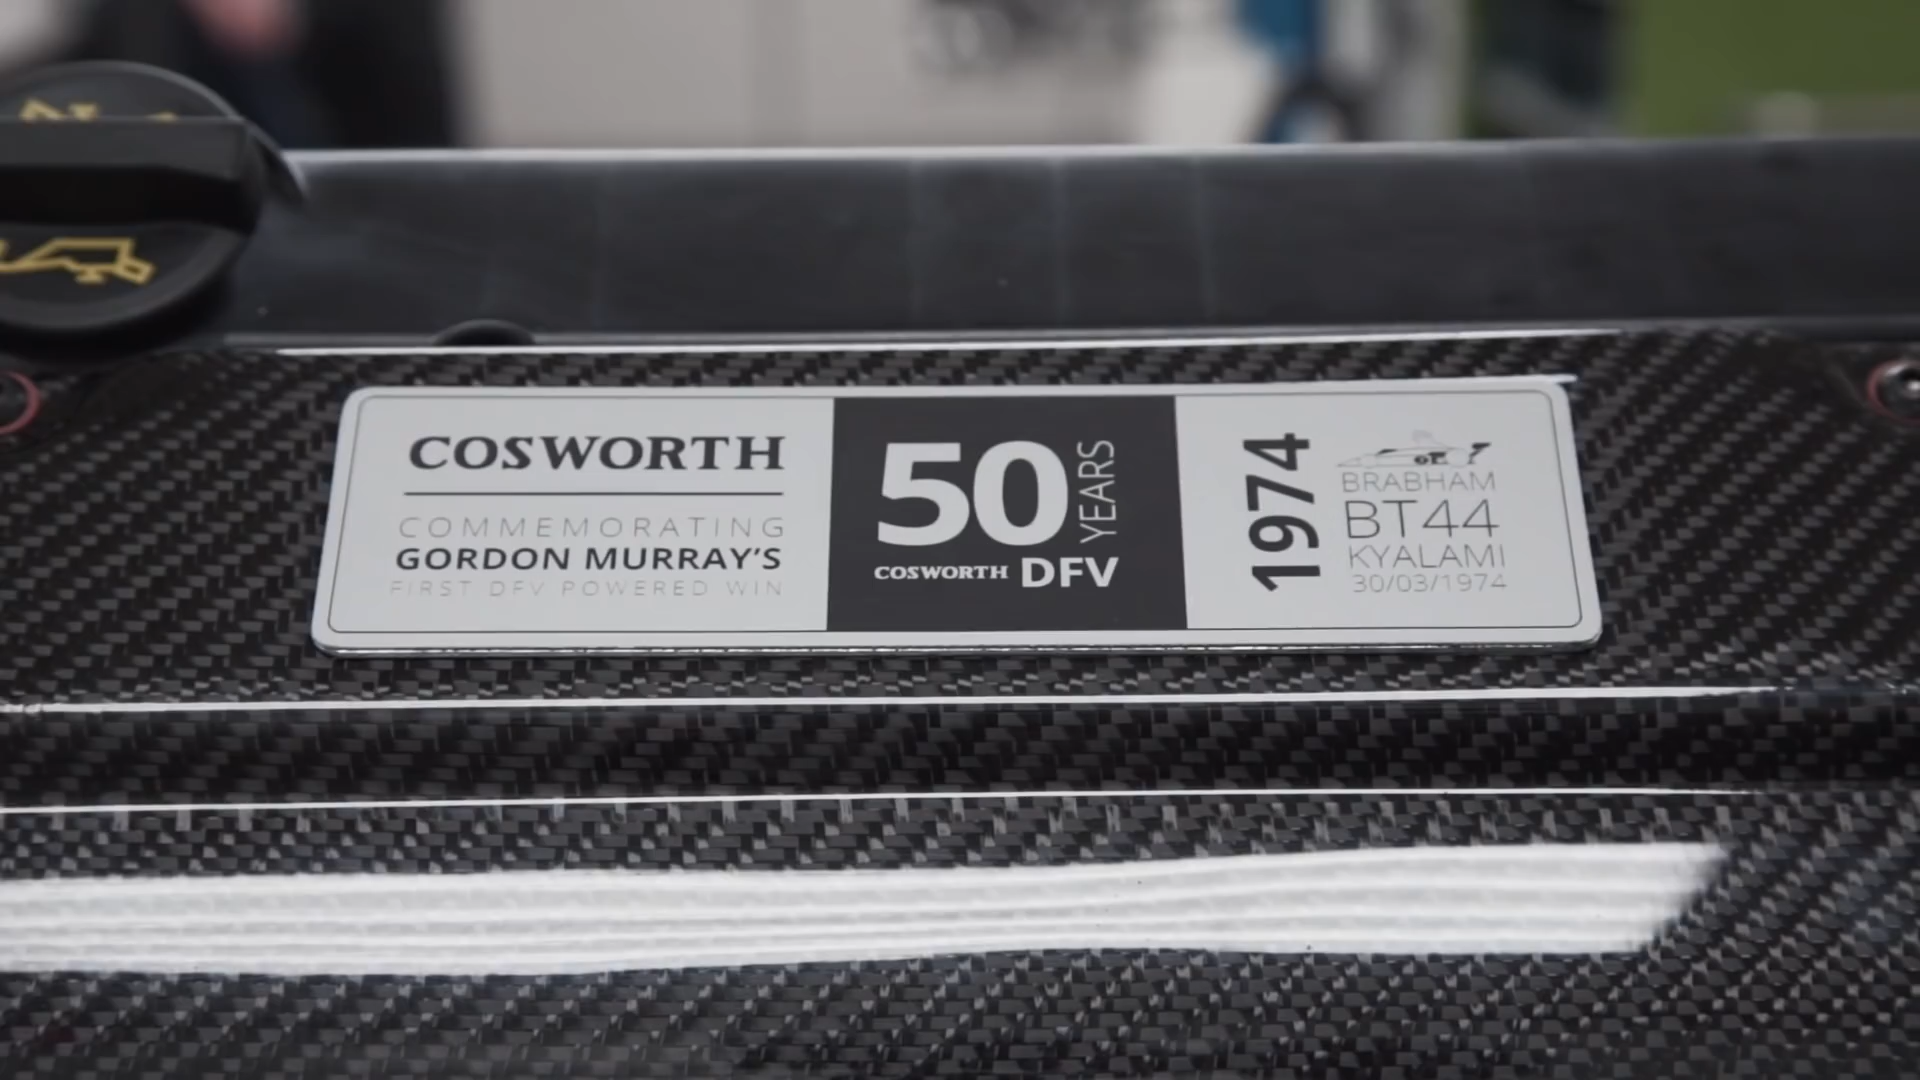 COSWORTH
COMMEMORATING
GORDON MURRAY'S
FIRST DFV POWERED WIN
50 YEARS
COSWORTH DFV
1974
BRABHAM
BT44
KYALAMI
30/03/1974